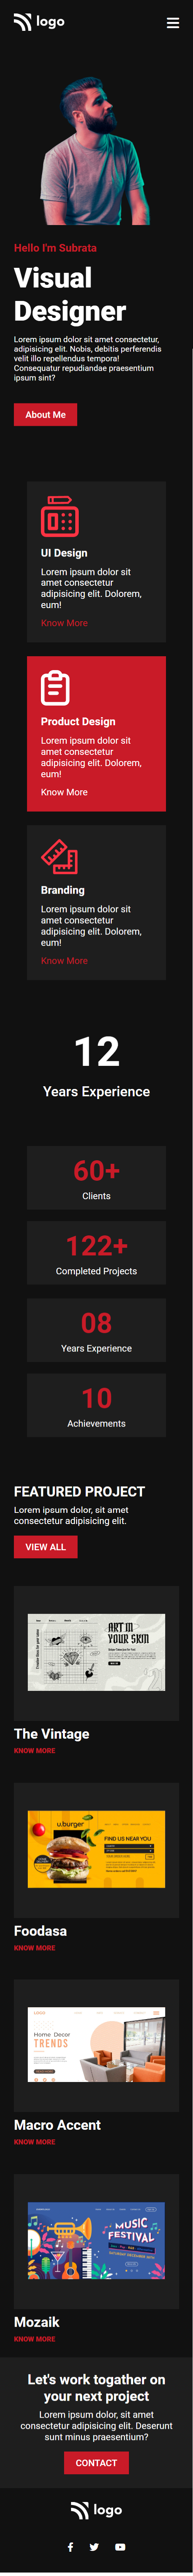 logo
Hello I'm Subrata
Visual
Designer
Lorem ipsum dolor sit amet consectetur,
adipisicing elit. Nobis, debitis perferendis
velit illo repellendus tempora!
Consequatur repudiandae praesentium
ipsum sint?
About Me
UI Design
Lorem ipsum dolor sit
amet consectetur
adipisicing elit. Dolorem,
eum!
Know More
Product Design
Lorem ipsum dolor sit
amet consectetur
adipisicing elit. Dolorem,
eum!
Know More
Branding
Lorem ipsum dolor sit
amet consectetur
adipisicing elit. Dolorem,
eum!
Know More
12
Years Experience
60+
Clients
122+
Completed Projects
08
Years Experience
10
Achievements
FEATURED PROJECT
Lorem ipsum dolor, sit amet
consectetur adipisicing elit.
VIEW ALL
ART IN
YOUR SKIN
The Vintage
KNOW MORE
u.burger
FIND US NEAR YOU
Foodasa
KNOW MORE
Home Decor
TRENDS
Macro Accent
KNOW MORE
MUSIC
FESTIVAL
Mozaik
KNOW MORE
Let's work togather on
your next project
Lorem ipsum dolor, sit amet
consectetur adipisicing elit. Deserunt
sunt minus praesentium?
CONTACT
logo